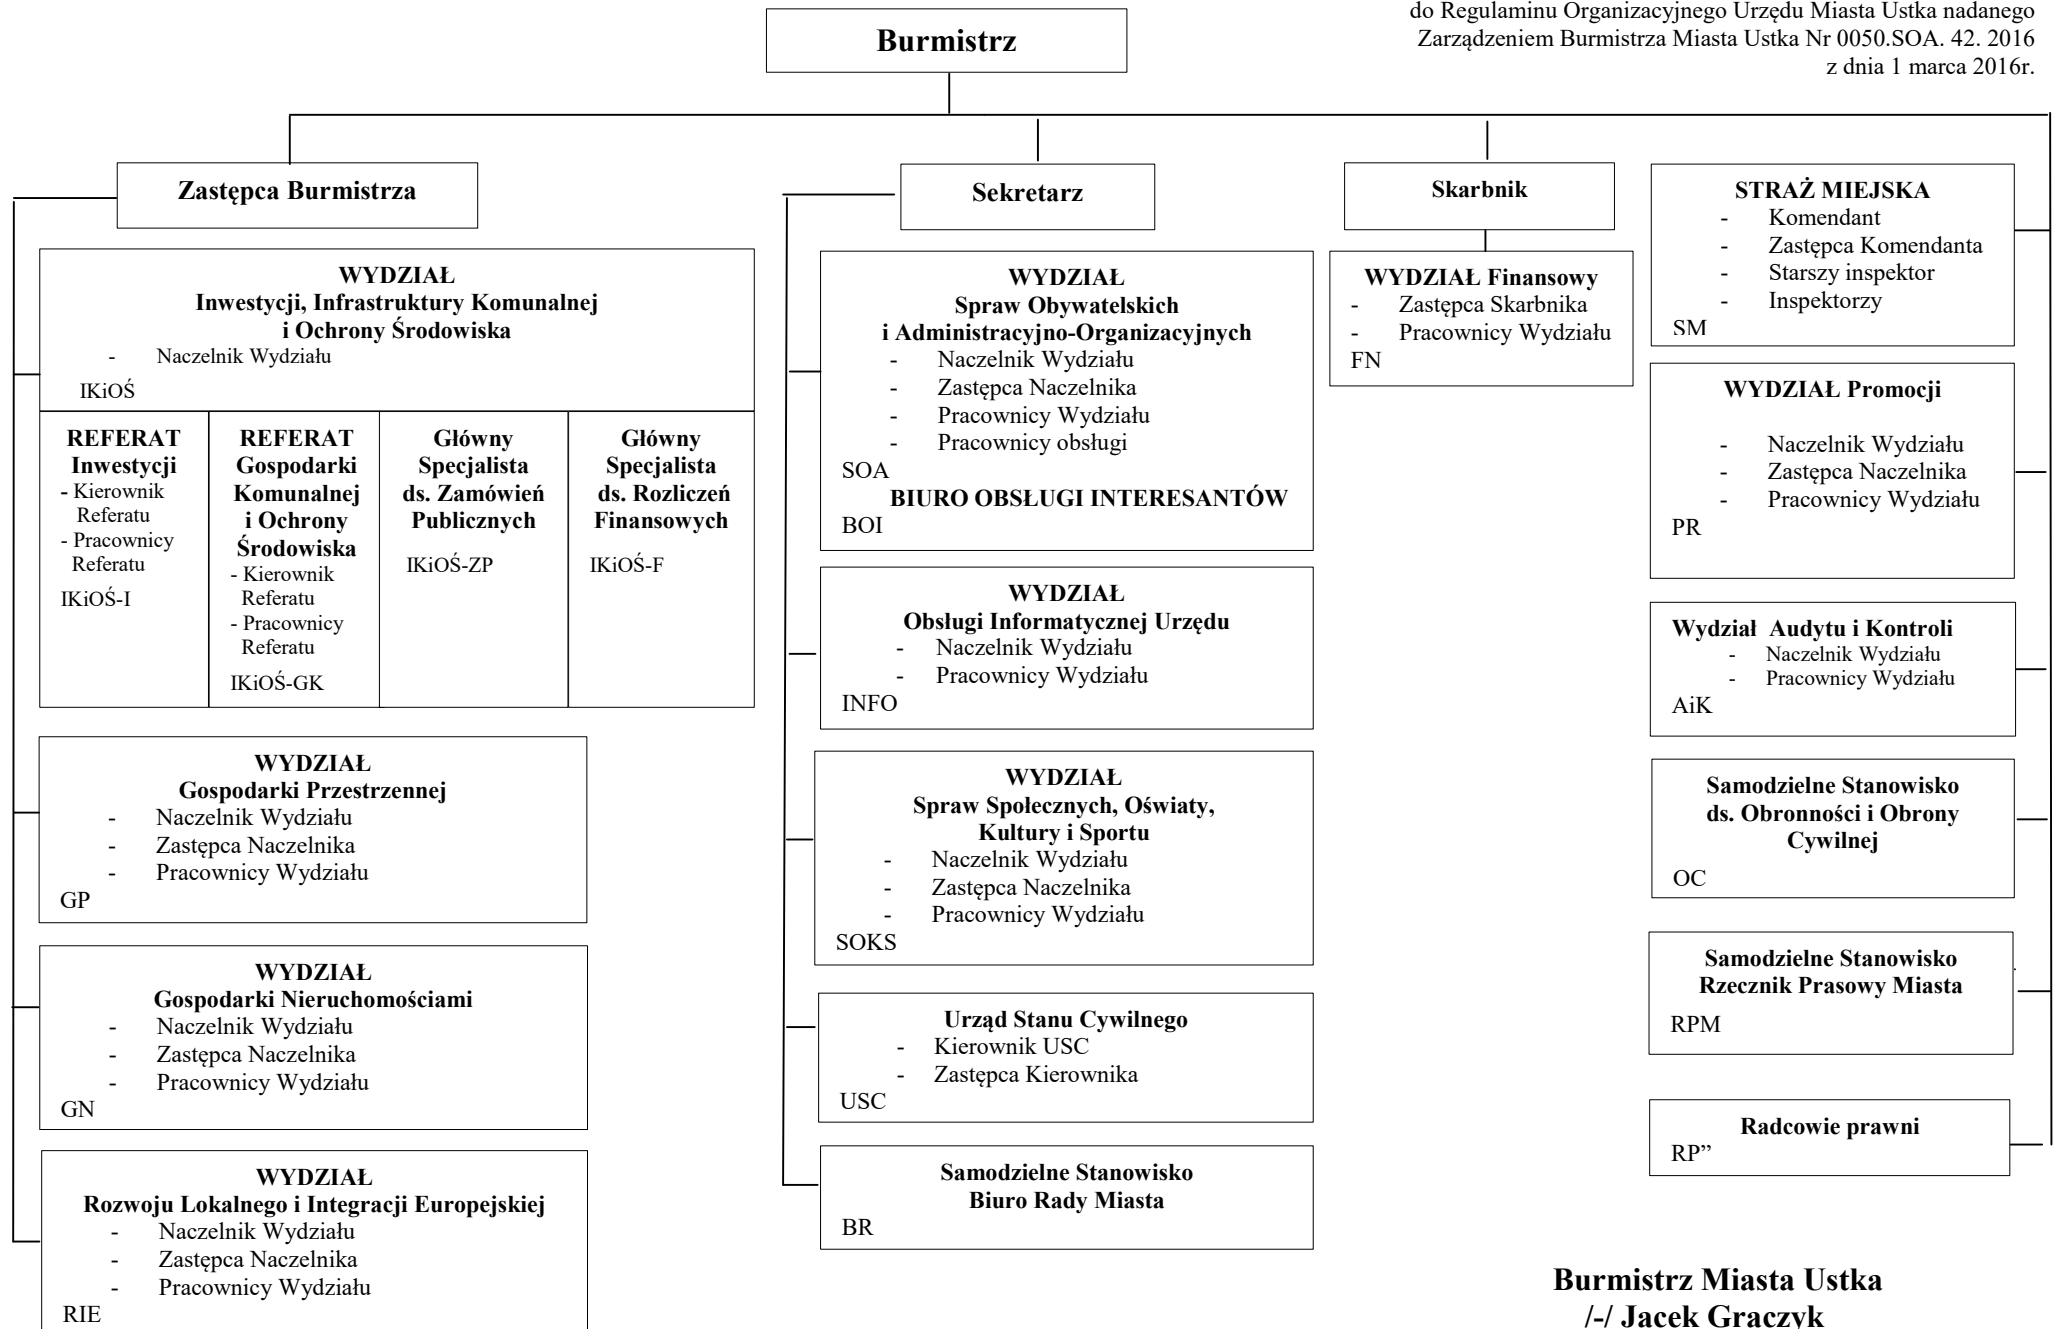 do Regulaminu Organizacyjnego Urzędu Miasta Ustka nadanego
Zarządzeniem Burmistrza Miasta Ustka Nr 0050.SOA. 42. 2016
z dnia 1 marca 2016r.
Burmistrz
Zastępca Burmistrza
WYDZIAŁ
Inwestycji, Infrastruktury Komunalnej
i Ochrony Środowiska
- Naczelnik Wydziału
IKiOŚ
REFERAT
Inwestycji
- Kierownik
Referatu
- Pracownicy
Referatu
IKiOŚ-I
REFERAT
Gospodarki
Komunalnej
i Ochrony
Środowiska
- Kierownik
Referatu
- Pracownicy
Referatu
IKiOŚ-GK
Główny
Specjalista
ds. Zamówień
Publicznych
IKiOŚ-ZP
Główny
Specjalista
ds. Rozliczeń
Finansowych
IKiOŚ-F
WYDZIAŁ
Gospodarki Przestrzennej
- Naczelnik Wydziału
- Zastępca Naczelnika
- Pracownicy Wydziału
GP
WYDZIAŁ
Gospodarki Nieruchomościami
- Naczelnik Wydziału
- Zastępca Naczelnika
- Pracownicy Wydziału
GN
WYDZIAŁ
Rozwoju Lokalnego i Integracji Europejskiej
- Naczelnik Wydziału
- Zastępca Naczelnika
- Pracownicy Wydziału
RIE
Sekretarz
WYDZIAŁ
Spraw Obywatelskich
i Administracyjno-Organizacyjnych
- Naczelnik Wydziału
- Zastępca Naczelnika
- Pracownicy Wydziału
- Pracownicy obsługi
SOA
BIURO OBSŁUGI INTERESANTÓW
BOI
WYDZIAŁ
Obsługi Informatycznej Urzędu
- Naczelnik Wydziału
- Pracownicy Wydziału
INFO
WYDZIAŁ
Spraw Społecznych, Oświaty,
Kultury i Sportu
- Naczelnik Wydziału
- Zastępca Naczelnika
- Pracownicy Wydziału
SOKS
Urząd Stanu Cywilnego
- Kierownik USC
- Zastępca Kierownika
USC
Samodzielne Stanowisko
Biuro Rady Miasta
BR
Skarbnik
WYDZIAŁ Finansowy
- Zastępca Skarbnika
- Pracownicy Wydziału
FN
STRAŻ MIEJSKA
- Komendant
- Zastępca Komendanta
- Starszy inspektor
- Inspektorzy
SM
WYDZIAŁ Promocji
- Naczelnik Wydziału
- Zastępca Naczelnika
- Pracownicy Wydziału
PR
Wydział Audytu i Kontroli
- Naczelnik Wydziału
- Pracownicy Wydziału
AiK
Samodzielne Stanowisko
ds. Obronności i Obrony
Cywilnej
OC
Samodzielne Stanowisko
Rzecznik Prasowy Miasta
RPM
Radcowie prawni
RP”
Burmistrz Miasta Ustka
/-/ Jacek Graczyk